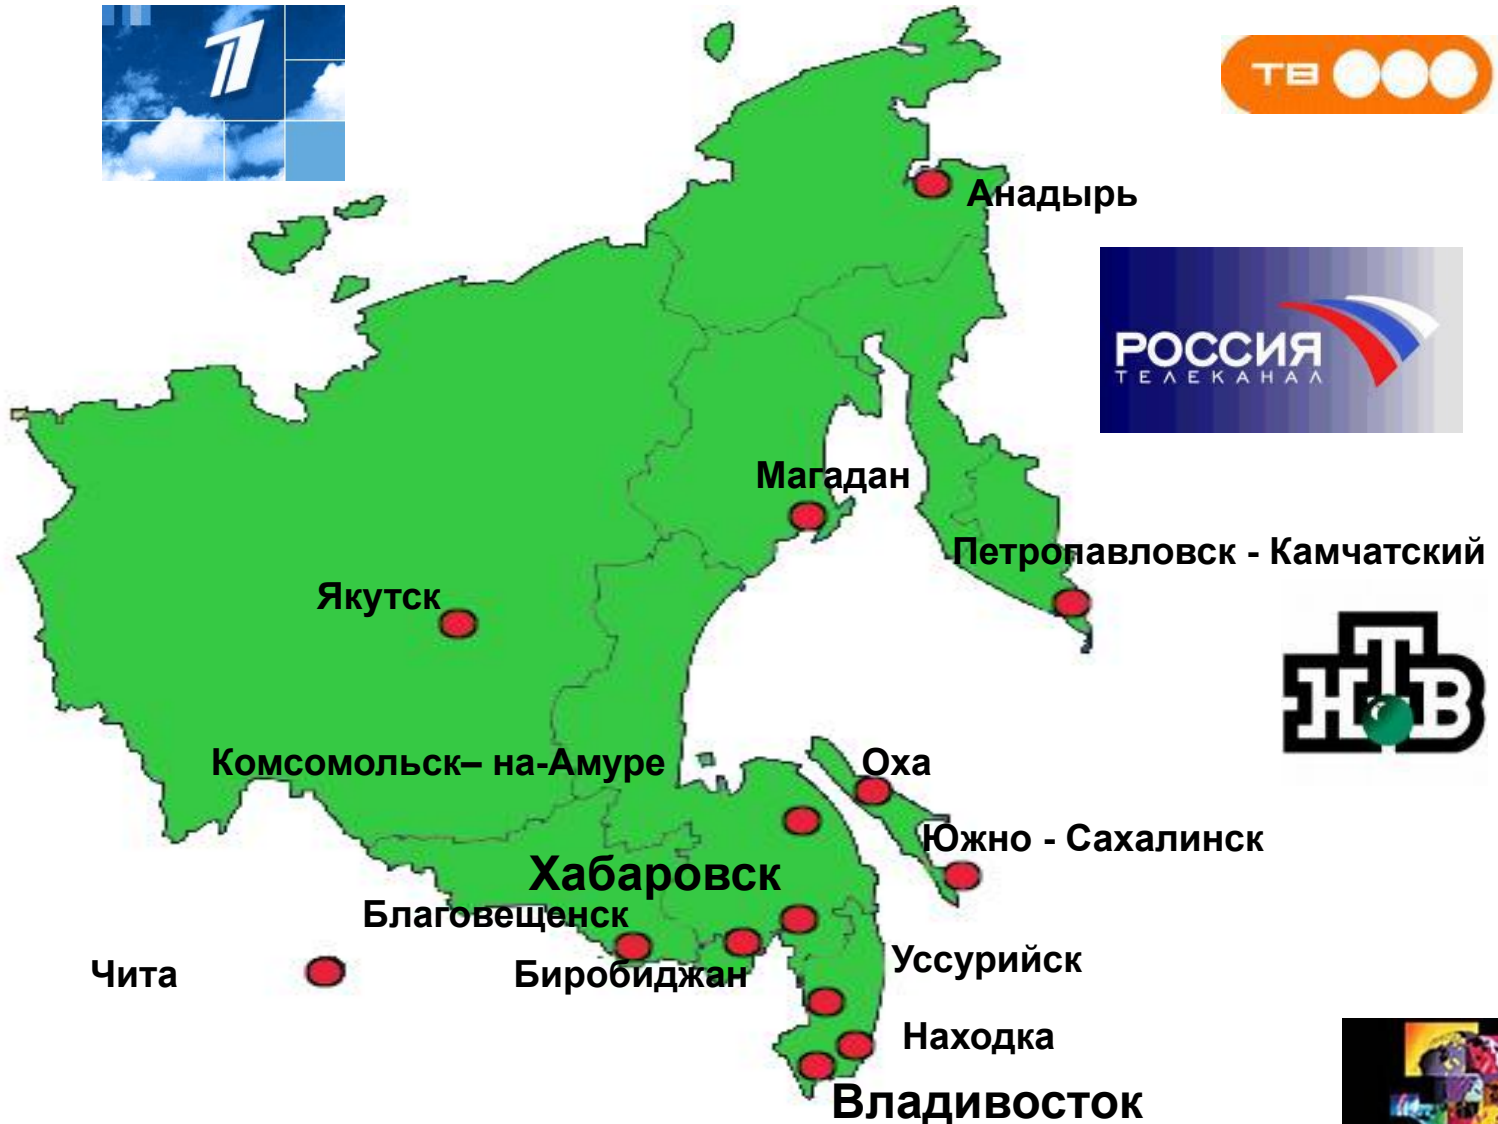 1
ТВ
Анадырь
РОССИЯ
ТЕЛЕКАНАЛ
Магадан
Петропавловск - Камчатский
Якутск
НТВ
Комсомольск– на-Амуре
Оха
Южно - Сахалинск
Хабаровск
Благовещенск
Уссурийск
Чита
Биробиджан
Находка
Владивосток